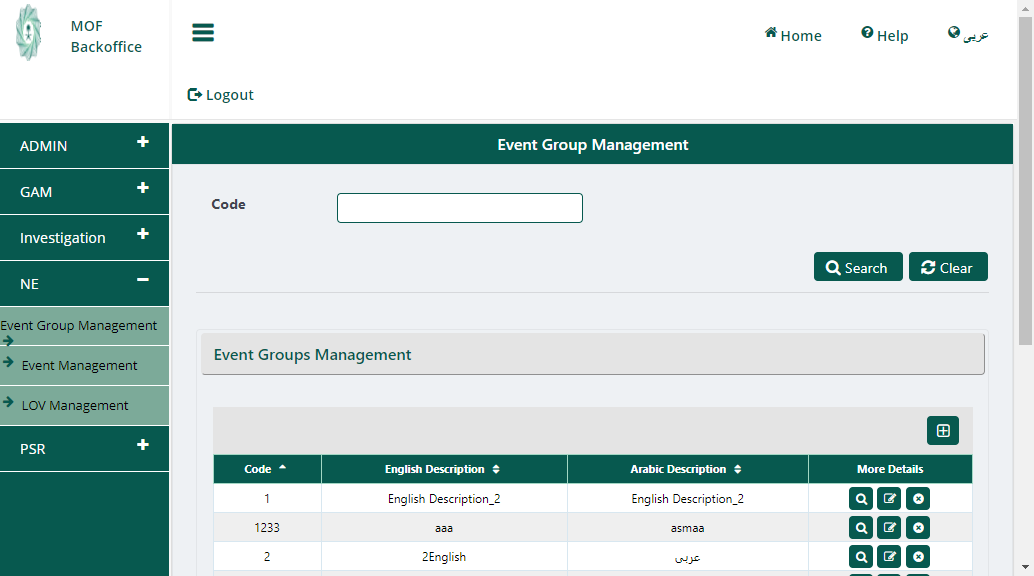 MOF
Backoffice
Home
Help
عربي
Logout
ADMIN
GAM
Investigation
NE
Event Group Management
Event Management
LOV Management
PSR
Event Group Management
Code
Search
Clear
Event Groups Management
Code English Description Arabic Description More Details
1 English Description_2 English Description_2
1233 aaa asmaa
2 2English عربى